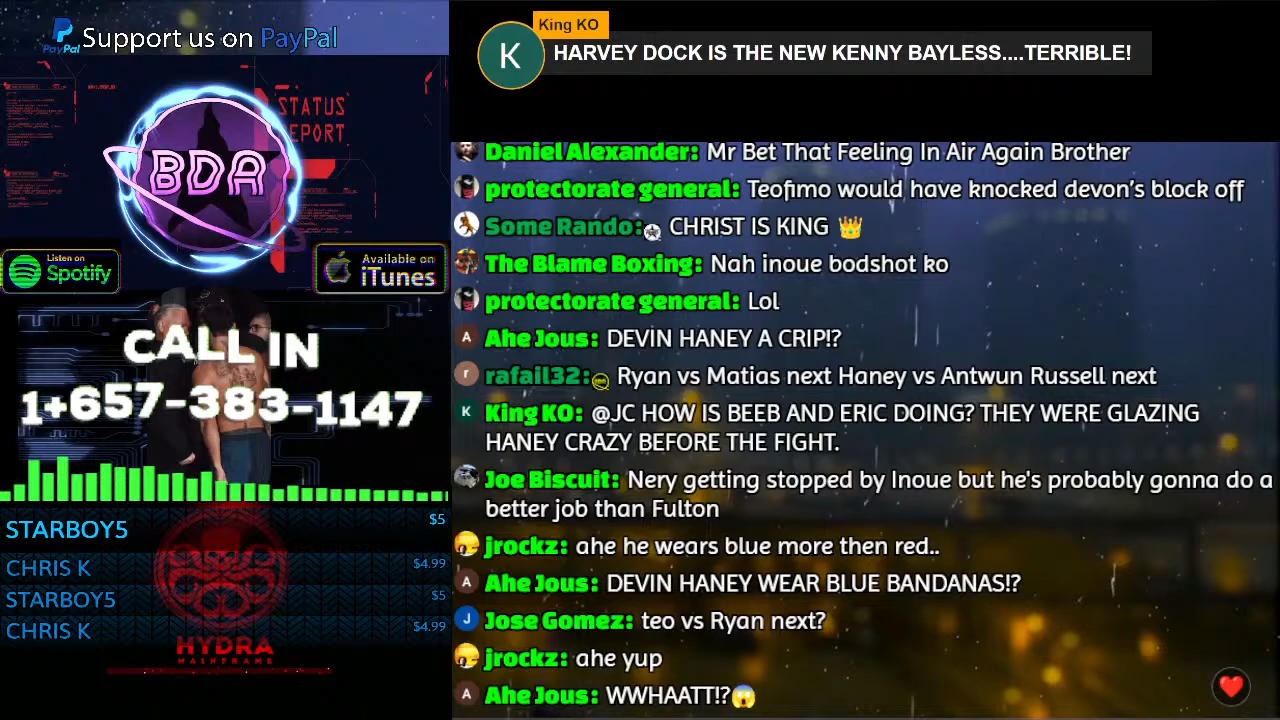 Support us on PayPal
PayPal
STATUS
REPORT
BDA
Listen on
Spotify
Available on
iTunes
CALL IN
1+657-383-1147
STARBOY5 $5
CHRIS K $4.99
STARBOY5 $5
CHRIS K $4.99
HYDRA
MAINFRAME
King KO
K
HARVEY DOCK IS THE NEW KENNY BAYLESS....TERRIBLE!
Daniel Alexander: Mr Bet That Feeling In Air Again Brother
protectorate general: Teofimo would have knocked devon’s block off
Some Rando: CHRIST IS KING 👑
The Blame Boxing: Nah inoue bodshot ko
protectorate general: Lol
A Ahe Jous: DEVIN HANEY A CRIP!?
r rafail32: Ryan vs Matias next Haney vs Antwun Russell next
K King KO: @JC HOW IS BEEB AND ERIC DOING? THEY WERE GLAZING
HANEY CRAZY BEFORE THE FIGHT.
Joe Biscuit: Nery getting stopped by Inoue but he's probably gonna do a
better job than Fulton
jrockz: ahe he wears blue more then red..
A Ahe Jous: DEVIN HANEY WEAR BLUE BANDANAS!?
J Jose Gomez: teo vs Ryan next?
jrockz: ahe yup
A Ahe Jous: WWHAATT!?😱